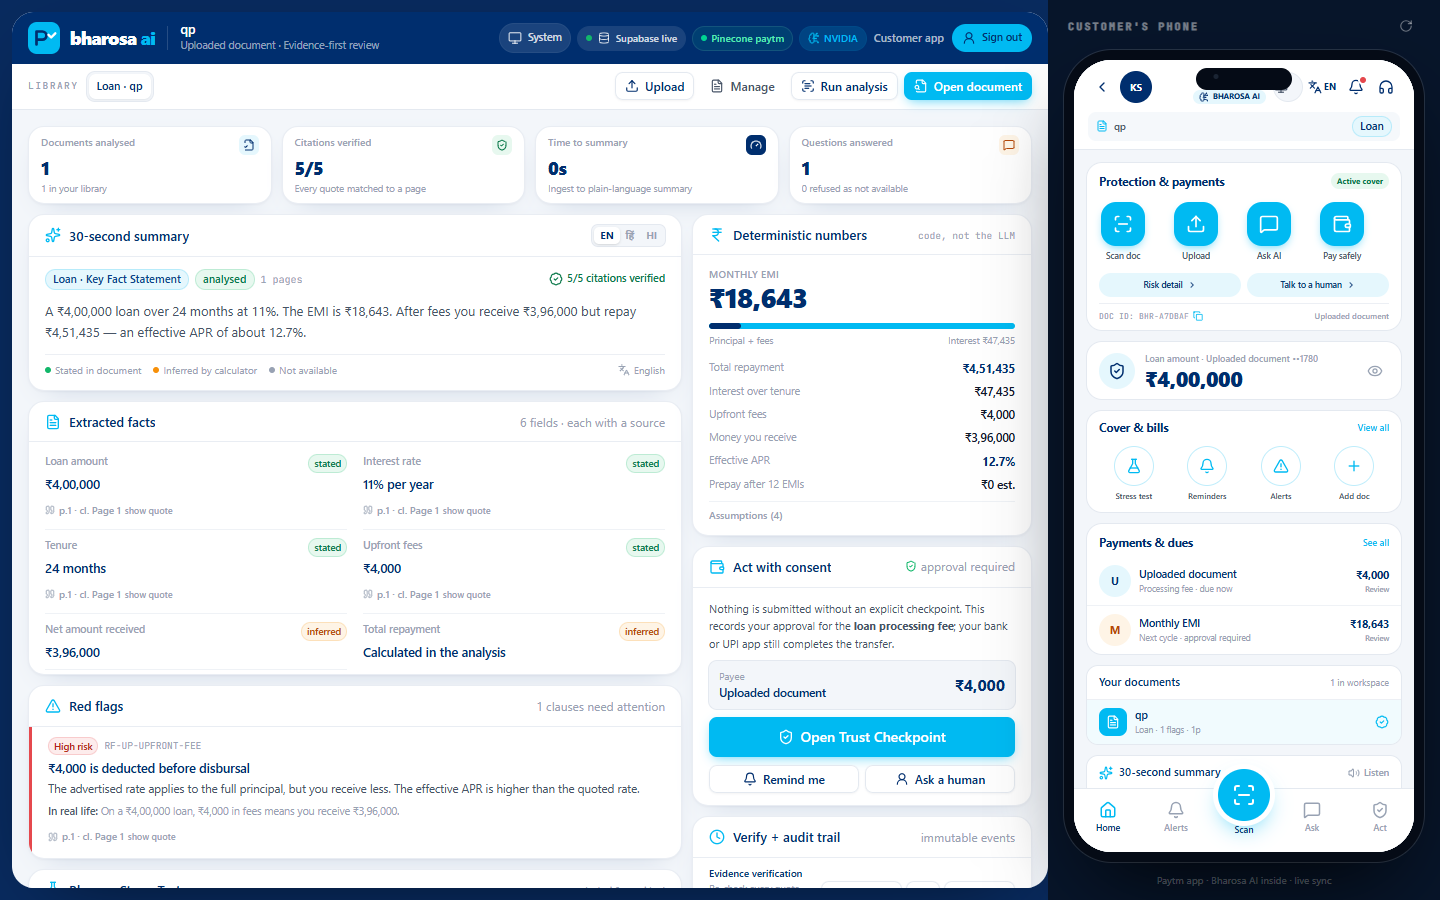 bharosa ai
qp
Uploaded document · Evidence-first review
System
Supabase live
Pinecone paytm
NVIDIA
Customer app
Sign out
LIBRARY
Loan · qp
Upload
Manage
Run analysis
Open document
Documents analysed
1
1 in your library
Citations verified
5/5
Every quote matched to a page
Time to summary
0s
Ingest to plain-language summary
Questions answered
1
0 refused as not available
30-second summary
EN
हिं
HI
Loan · Key Fact Statement
analysed
1 pages
5/5 citations verified
A ₹4,00,000 loan over 24 months at 11%. The EMI is ₹18,643. After fees you receive ₹3,96,000 but repay
₹4,51,435 — an effective APR of about 12.7%.
Stated in document
Inferred by calculator
Not available
English
Extracted facts
6 fields · each with a source
Loan amount
stated
₹4,00,000
p.1 · cl. Page 1 show quote
Interest rate
stated
11% per year
p.1 · cl. Page 1 show quote
Tenure
stated
24 months
p.1 · cl. Page 1 show quote
Upfront fees
stated
₹4,000
p.1 · cl. Page 1 show quote
Net amount received
inferred
₹3,96,000
Total repayment
inferred
Calculated in the analysis
Red flags
1 clauses need attention
High risk
RF-UP-UPFRONT-FEE
₹4,000 is deducted before disbursal
The advertised rate applies to the full principal, but you receive less. The effective APR is higher than the quoted rate.
In real life: On a ₹4,00,000 loan, ₹4,000 in fees means you receive ₹3,96,000.
p.1 · cl. Page 1 show quote
Deterministic numbers
code, not the LLM
MONTHLY EMI
₹18,643
Principal + fees
Interest ₹47,435
Total repayment
₹4,51,435
Interest over tenure
₹47,435
Upfront fees
₹4,000
Money you receive
₹3,96,000
Effective APR
12.7%
Prepay after 12 EMIs
₹0 est.
Assumptions (4)
Act with consent
approval required
Nothing is submitted without an explicit checkpoint. This
records your approval for the loan processing fee; your bank
or UPI app still completes the transfer.
Payee
Uploaded document
₹4,000
Open Trust Checkpoint
Remind me
Ask a human
Verify + audit trail
immutable events
Evidence verification
CUSTOMER'S PHONE
KS
BHAROSA AI
EN
qp
Loan
Protection & payments
Active cover
Scan doc
Upload
Ask AI
Pay safely
Risk detail
Talk to a human
DOC ID: BHR-A7DBAF
Uploaded document
Loan amount · Uploaded document ••1780
₹4,00,000
Cover & bills
View all
Stress test
Reminders
Alerts
Add doc
Payments & dues
See all
U
Uploaded document
Processing fee · due now
₹4,000
Review
M
Monthly EMI
Next cycle · approval required
₹18,643
Review
Your documents
1 in workspace
qp
Loan · 1 flags · 1p
30-second summary
Listen
Home
Alerts
Scan
Ask
Act
Paytm app · Bharosa AI inside · live sync